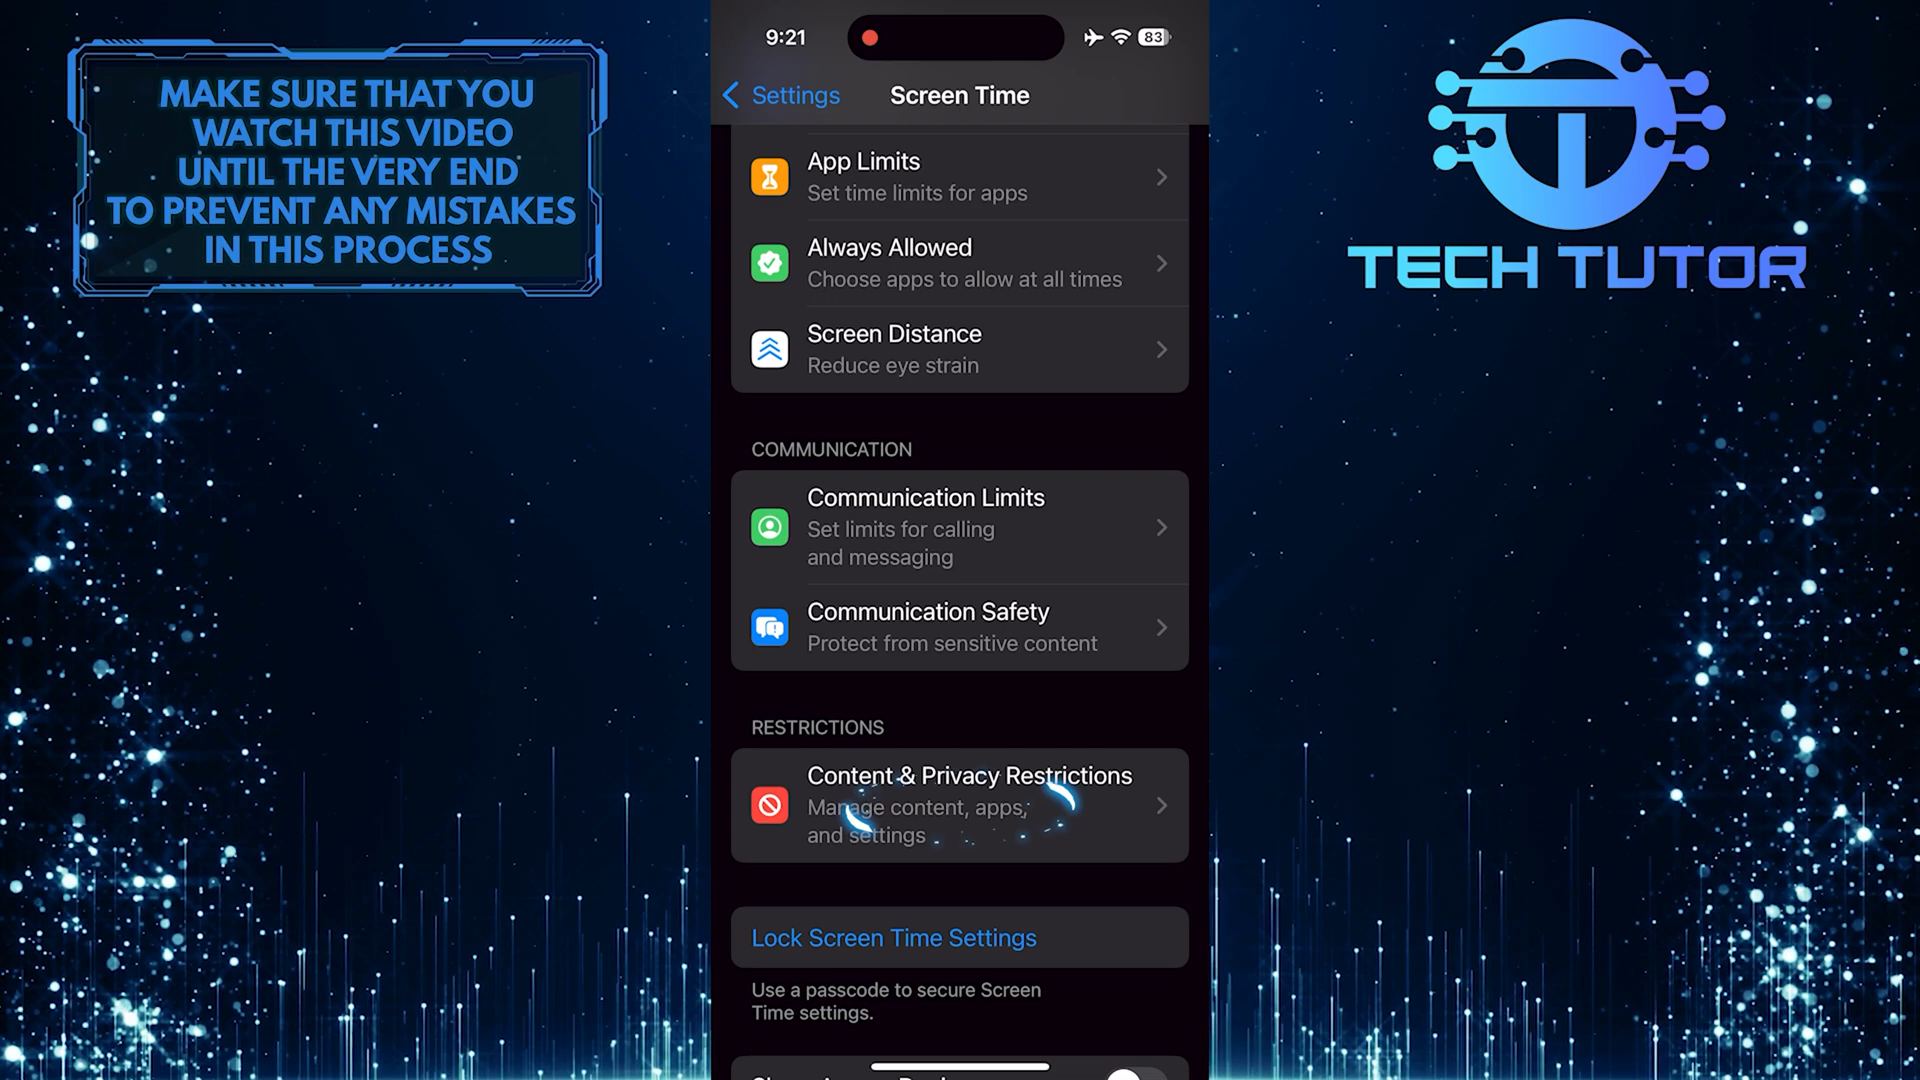 MAKE SURE THAT YOU
WATCH THIS VIDEO
UNTIL THE VERY END
TO PREVENT ANY MISTAKES
IN THIS PROCESS
9:21
83
Settings
Screen Time
App Limits
Set time limits for apps
Always Allowed
Choose apps to allow at all times
Screen Distance
Reduce eye strain
COMMUNICATION
Communication Limits
Set limits for calling
and messaging
Communication Safety
Protect from sensitive content
RESTRICTIONS
Content & Privacy Restrictions
Manage content, apps,
and settings
Lock Screen Time Settings
Use a passcode to secure Screen
Time settings.
TECH TUTOR